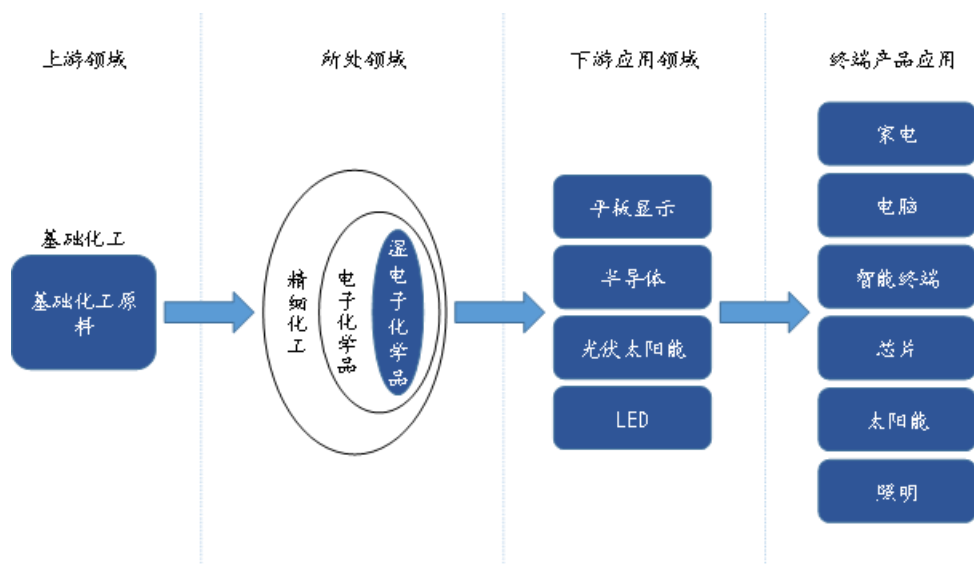 上游领域
所处领域
下游应用领域
终端产品应用
基础化工
基础化工原
料
精细化工
电子化学品
湿电子化学品
平板显示
半导体
光伏太阳能
LED
家电
电脑
智能终端
芯片
太阳能
照明